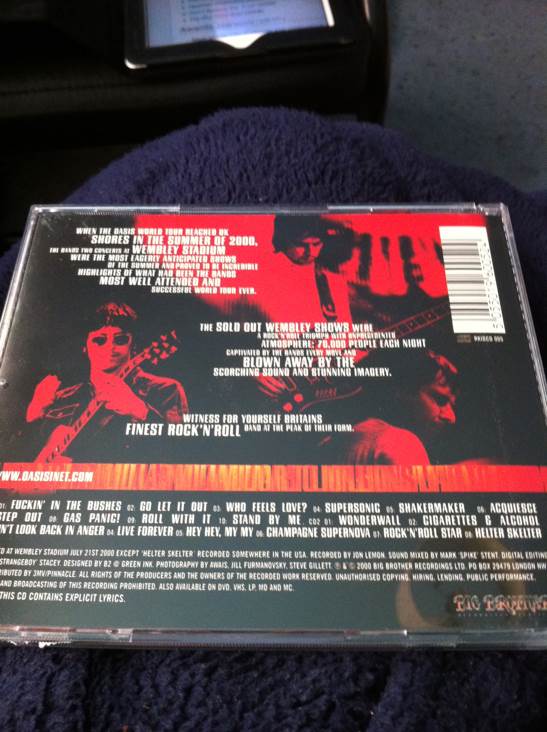 WHEN THE OASIS WORLD TOUR REACHED UK
SHORES IN THE SUMMER OF 2000,
THE BANDS TWO CONCERTS AT WEMBLEY STADIUM
WERE THE MOST EAGERLY ANTICIPATED SHOWS
OF THE SUMMER AND PROVED TO BE INCREDIBLE
HIGHLIGHTS OF WHAT HAD BEEN THE BANDS
MOST WELL ATTENDED AND
SUCCESSFUL WORLD TOUR EVER.
THE SOLD OUT WEMBLEY SHOWS WERE
A ROCK'N'ROLL TRIUMPH WITH UNPRECEDENTED
ATMOSPHERE: 70,000 PEOPLE EACH NIGHT
CAPTIVATED BY THE BANDS EVERY MOVE AND
BLOWN AWAY BY THE
SCORCHING SOUND AND STUNNING IMAGERY.
WITNESS FOR YOURSELF BRITAINS
FINEST ROCK'N'ROLL BAND AT THE PEAK OF THEIR FORM.
WWW.OASISINET.COM
01: FUCKIN' IN THE BUSHES 02: GO LET IT OUT 03: WHO FEELS LOVE? 04: SUPERSONIC 05: SHAKERMAKER 06: ACQUIESCE
STEP OUT 08: GAS PANIC! 09: ROLL WITH IT 10: STAND BY ME CD2 01: WONDERWALL 02: CIGARETTES & ALCOHOL
DON'T LOOK BACK IN ANGER 04: LIVE FOREVER 05: HEY HEY, MY MY 06: CHAMPAGNE SUPERNOVA 07: ROCK'N'ROLL STAR 08: HELTER SKELTER
AT WEMBLEY STADIUM JULY 21ST 2000 EXCEPT 'HELTER SKELTER' RECORDED SOMEWHERE IN THE USA. RECORDED BY JON LEMON. SOUND MIXED BY MARK 'SPIKE' STENT. DIGITAL EDITING
'STRANGEBOY' STACEY. DESIGNED BY B2 @ GREEN INK. PHOTOGRAPHY BY AWAIS, JILL FURMANOVSKY, STEVE GILLETT. ℗ & © 2000 BIG BROTHER RECORDINGS LTD. PO BOX 29479 LONDON NW
BY 3MV/PINNACLE. ALL RIGHTS OF THE PRODUCERS AND THE OWNERS OF THE RECORDED WORK RESERVED. UNAUTHORISED COPYING, HIRING, LENDING, PUBLIC PERFORMANCE,
AND BROADCASTING OF THIS RECORDING PROHIBITED. ALSO AVAILABLE ON DVD, VHS, LP, MD AND MC.
THIS CD CONTAINS EXPLICIT LYRICS.
BIG BROTHER